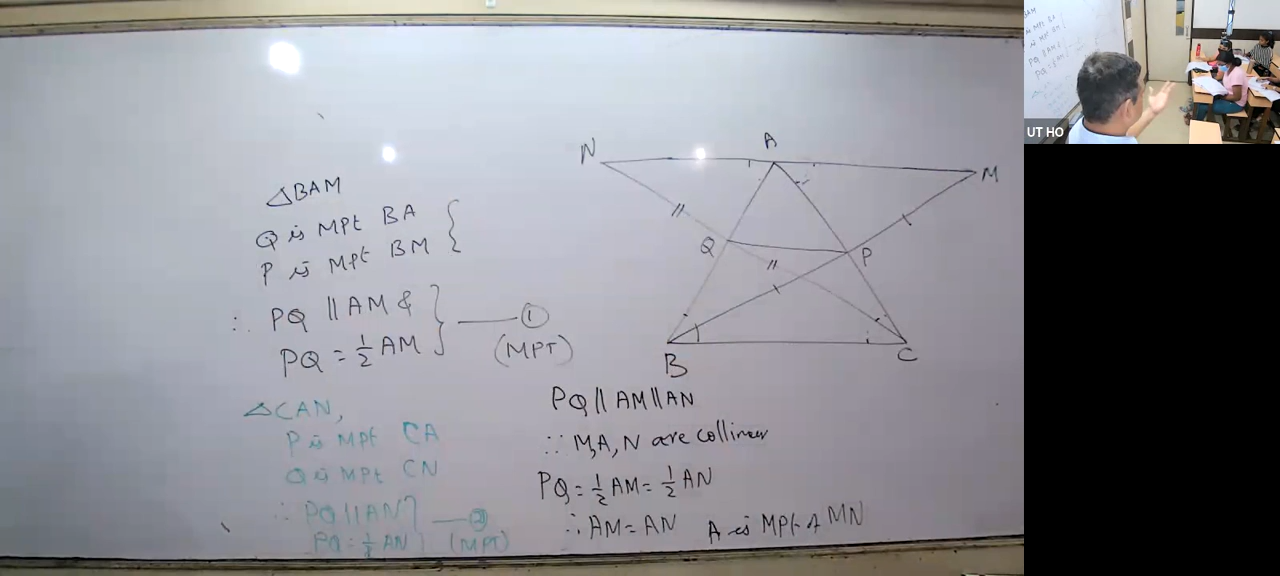 △BAM
Q is MPt BA
P is MPt BM
∴ PQ ∥ AM &
PQ = 1/2 AM
①
(MPT)
△CAN,
P is MPt CA
Q is MPt CN
∴ PQ ∥ AN
PQ = 1/2 AN
②
(MPT)
N
A
M
Q
P
B
C
PQ ∥ AM ∥ AN
∴ M,A,N are collinear
PQ = 1/2 AM = 1/2 AN
∴ AM = AN A is MPt of MN
UT HO